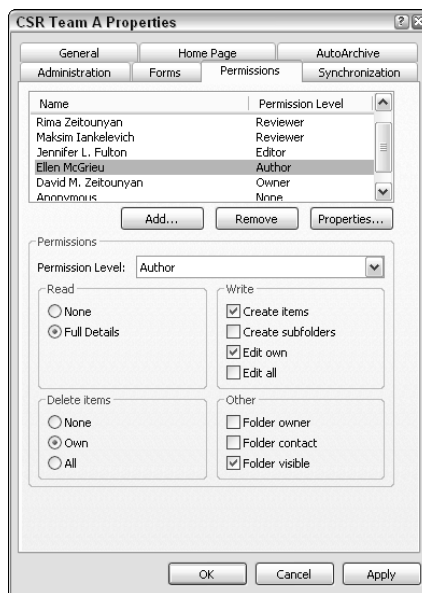 CSR Team A Properties
General Home Page AutoArchive
Administration Forms Permissions Synchronization
Name Permission Level
Rima Zeitounyan Reviewer
Maksim Iankelevich Reviewer
Jennifer L. Fulton Editor
Ellen McGrieu Author
David M. Zeitounyan Owner
Anonymous None
Add... Remove Properties...
Permissions
Permission Level: Author
Read Write
None Create items
Full Details Create subfolders
Edit own
Edit all
Delete items Other
None Folder owner
Own Folder contact
All Folder visible
OK Cancel Apply